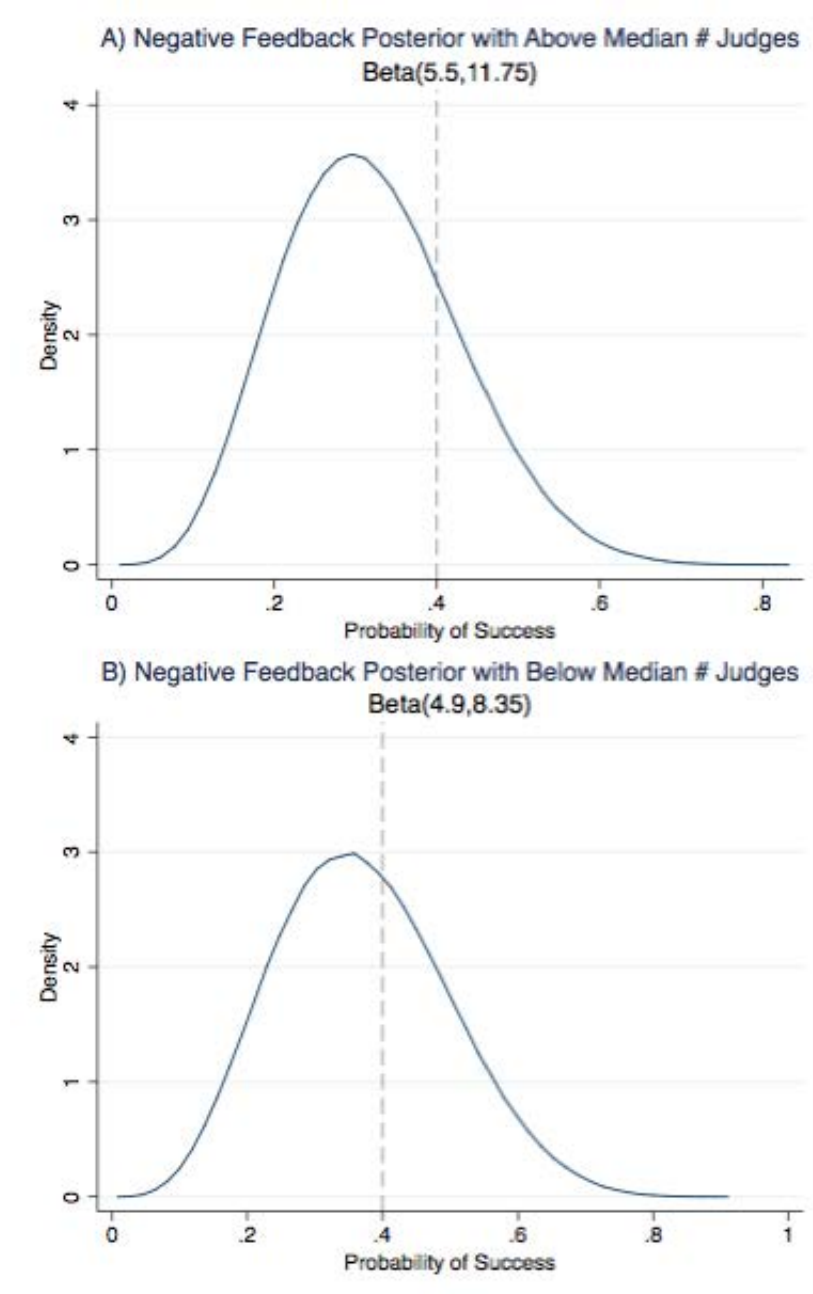 A) Negative Feedback Posterior with Above Median # Judges
Beta(5.5,11.75)
4
3
2
1
0
Density
0 .2 .4 .6 .8
Probability of Success
B) Negative Feedback Posterior with Below Median # Judges
Beta(4.9,8.35)
4
3
2
1
0
Density
0 .2 .4 .6 .8 1
Probability of Success